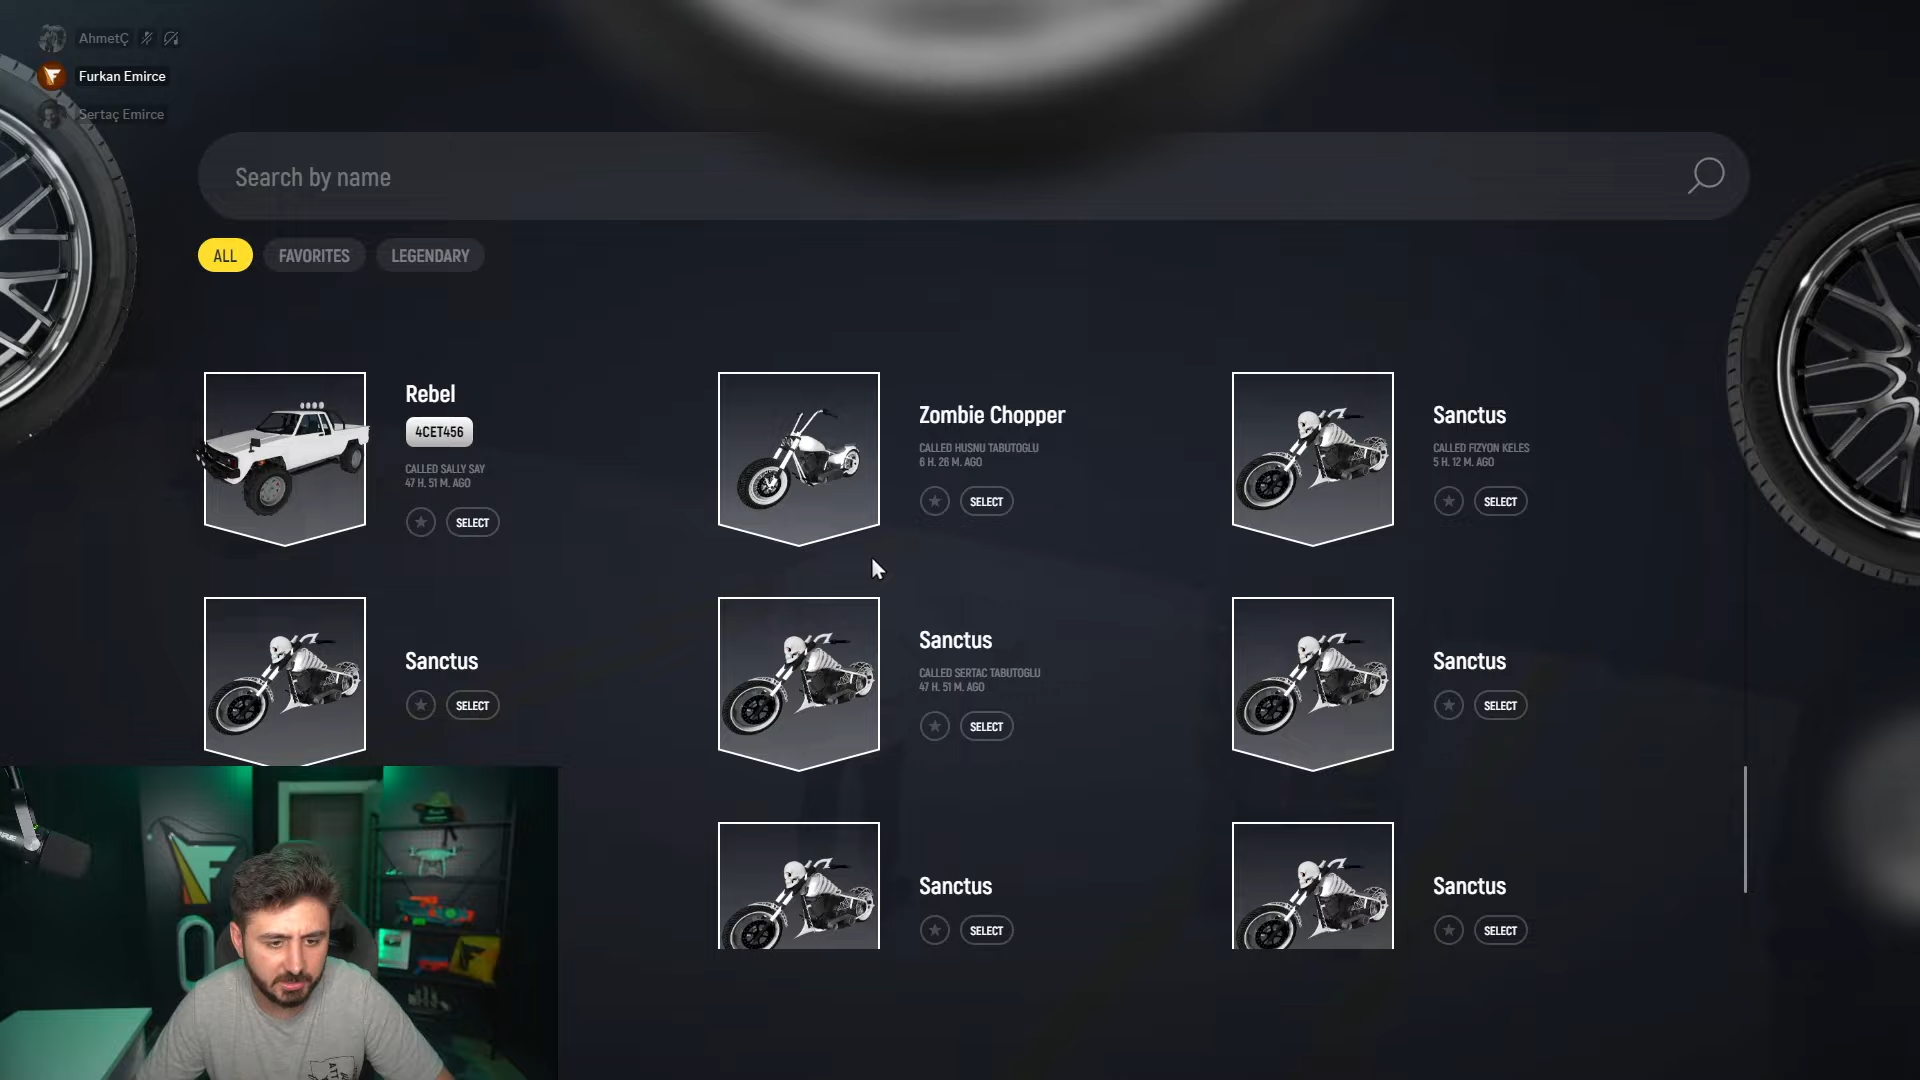 AhmetÇ
Furkan Emirce
Sertaç Emirce
Search by name
ALL
FAVORITES
LEGENDARY
Rebel
4CET456
CALLED SALLY SAY
47 H. 51 M. AGO
SELECT
Zombie Chopper
CALLED HUSNU TABUTOGLU
6 H. 26 M. AGO
SELECT
Sanctus
CALLED FIZYON KELES
5 H. 12 M. AGO
SELECT
Sanctus
SELECT
Sanctus
CALLED SERTAC TABUTOGLU
47 H. 51 M. AGO
SELECT
Sanctus
SELECT
Sanctus
SELECT
Sanctus
SELECT